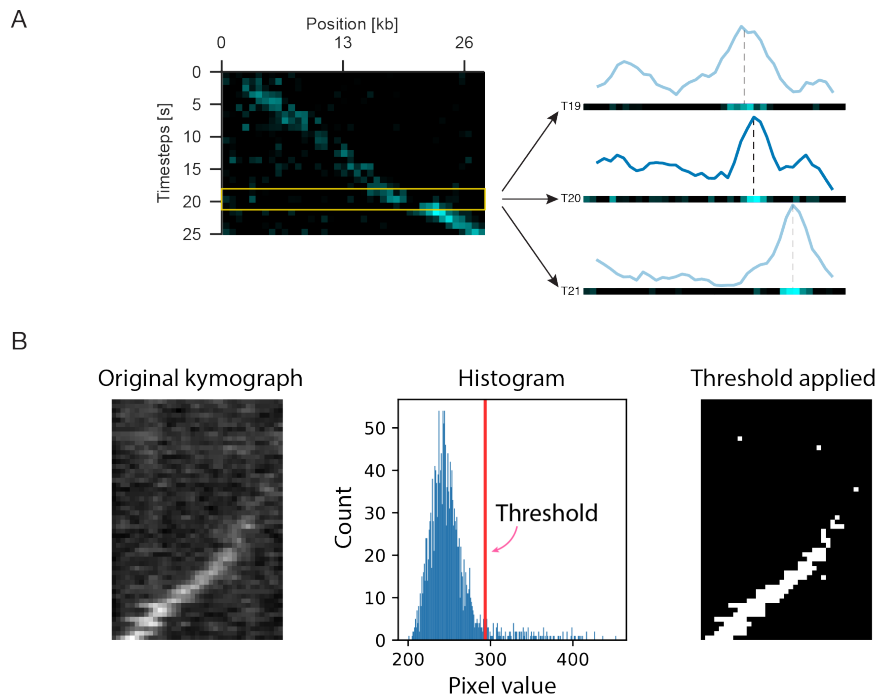 A
Position [kb]
0 13 26
Timesteps [s]
0
5
10
15
20
25
T19
T20
T21
B
Original kymograph
Histogram
Threshold applied
Count
50
40
30
20
10
0
Threshold
200 300 400
Pixel value